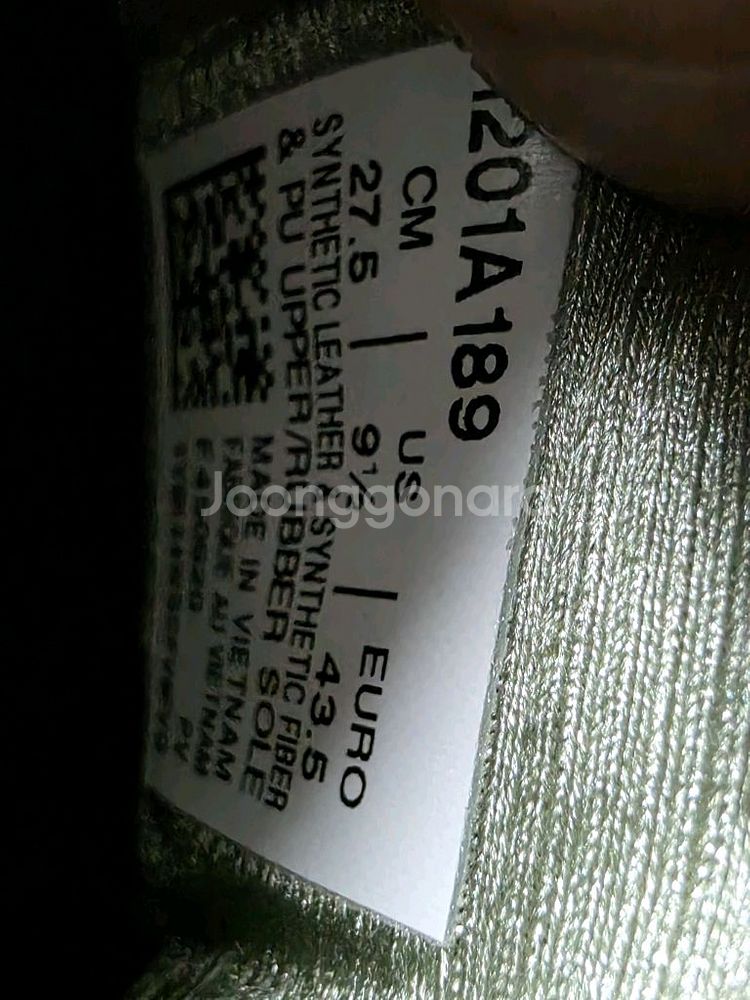 1201A189
CM | US | EURO
27.5 9½ 43.5
SYNTHETIC LEATHER & SYNTHETIC FIBER
& PU UPPER/RUBBER SOLE
MADE IN VIETNAM
FABRIQUE AU VIETNAM
PV
Joonggonara